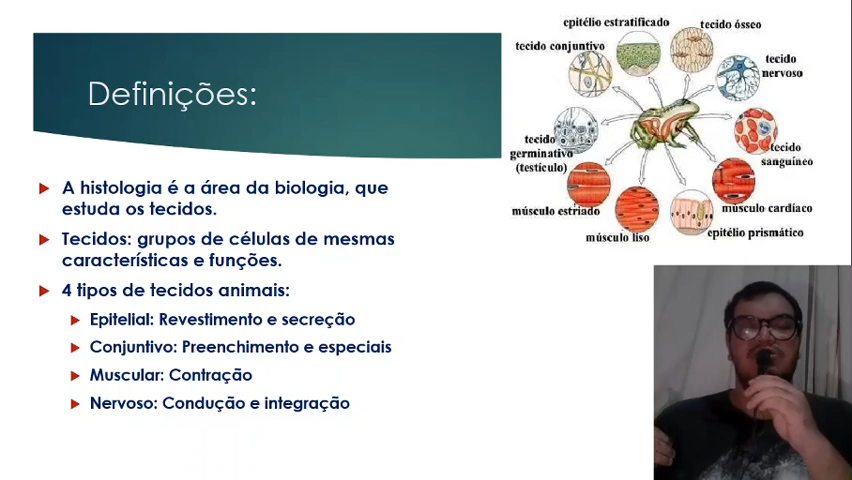 Definições:
A histologia é a área da biologia, que
estuda os tecidos.
Tecidos: grupos de células de mesmas
características e funções.
4 tipos de tecidos animais:
Epitelial: Revestimento e secreção
Conjuntivo: Preenchimento e especiais
Muscular: Contração
Nervoso: Condução e integração
epitélio estratificado
tecido ósseo
tecido conjuntivo
tecido
nervoso
tecido
germinativo
(testículo)
tecido
sanguíneo
músculo estriado
músculo cardíaco
músculo liso
epitélio prismático